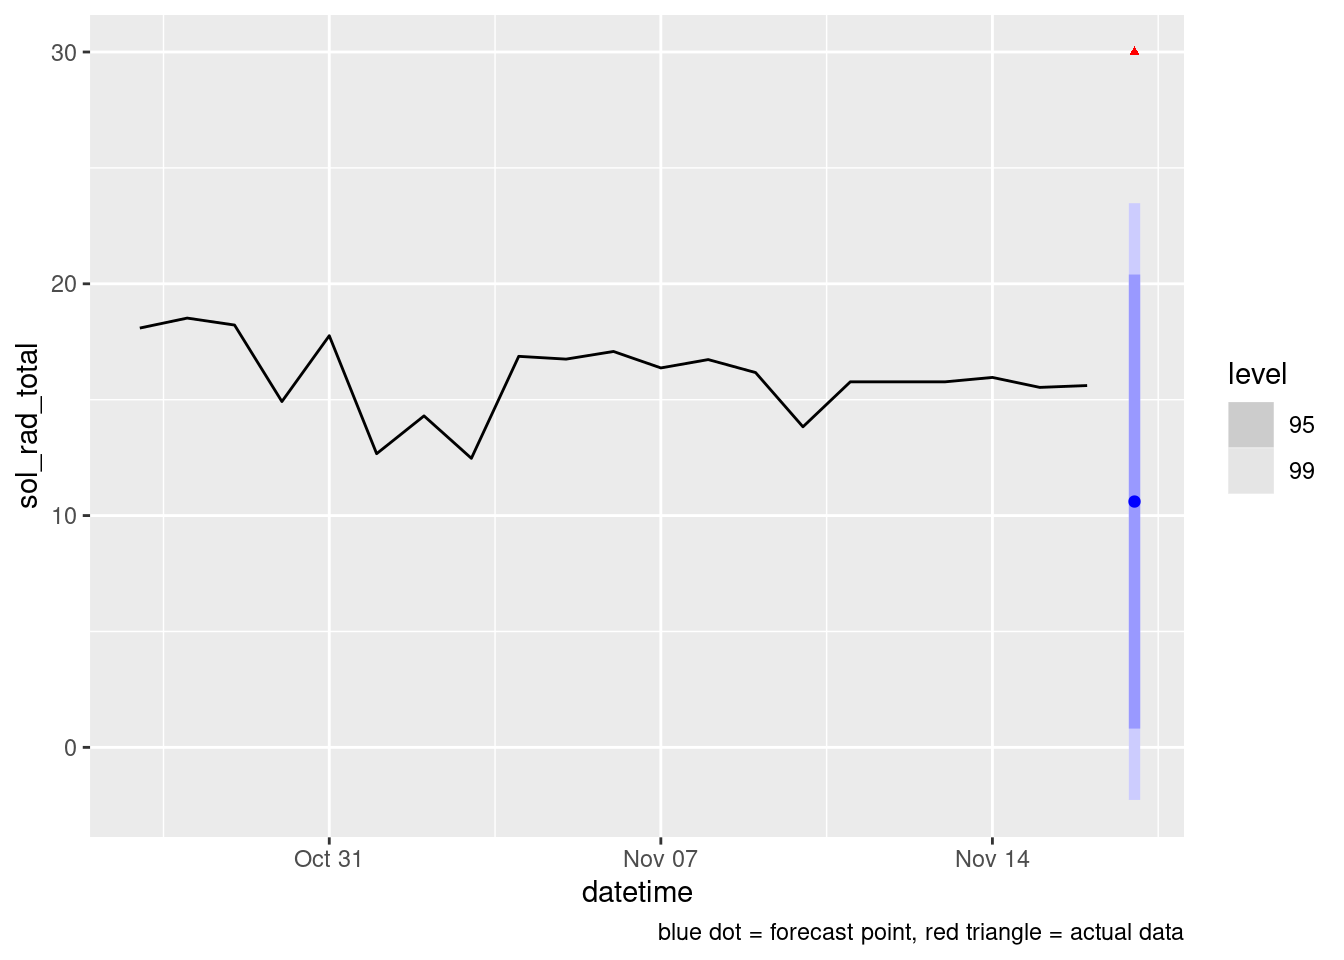 30
20
10
0
sol_rad_total
Oct 31
Nov 07
Nov 14
datetime
blue dot = forecast point, red triangle = actual data
level
95
99